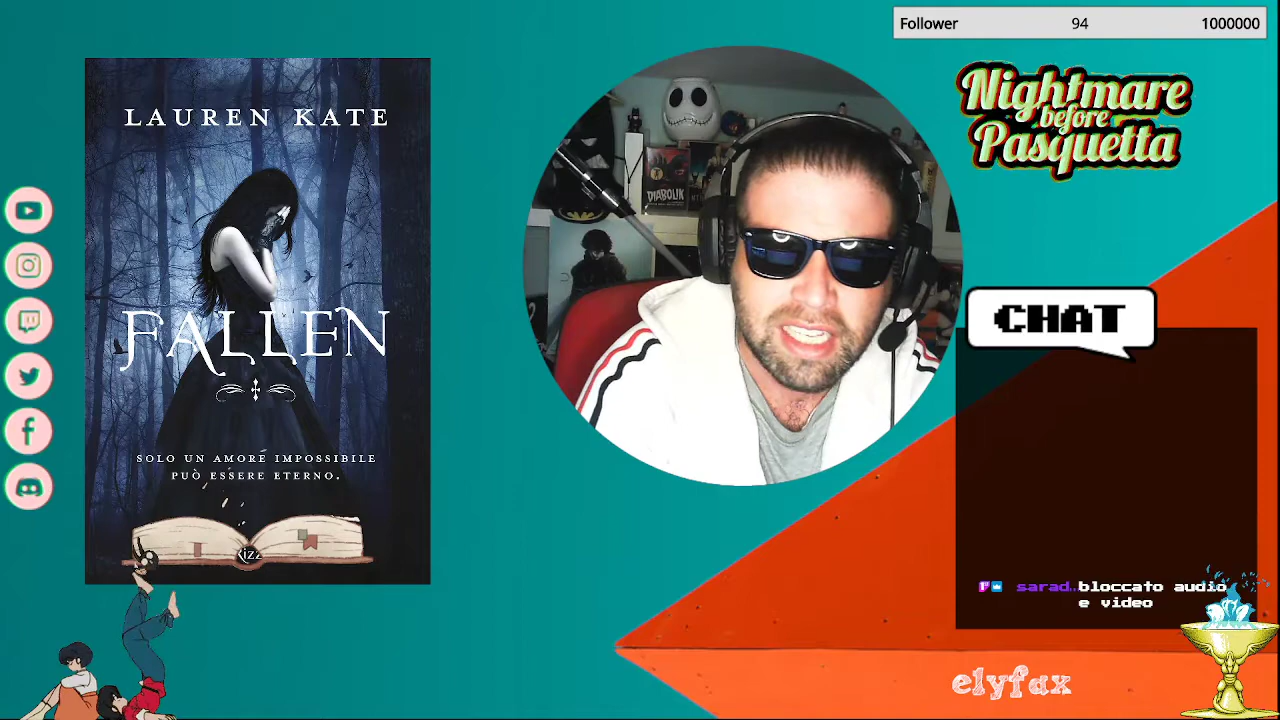 Follower 94 1000000
LAUREN KATE
FALLEN
SOLO UN AMORE IMPOSSIBILE
PUÒ ESSERE ETERNO.
DIABOLIK
Nightmare
before
Pasquetta
CHAT
sarad..bloccato audio
e video
elyfax